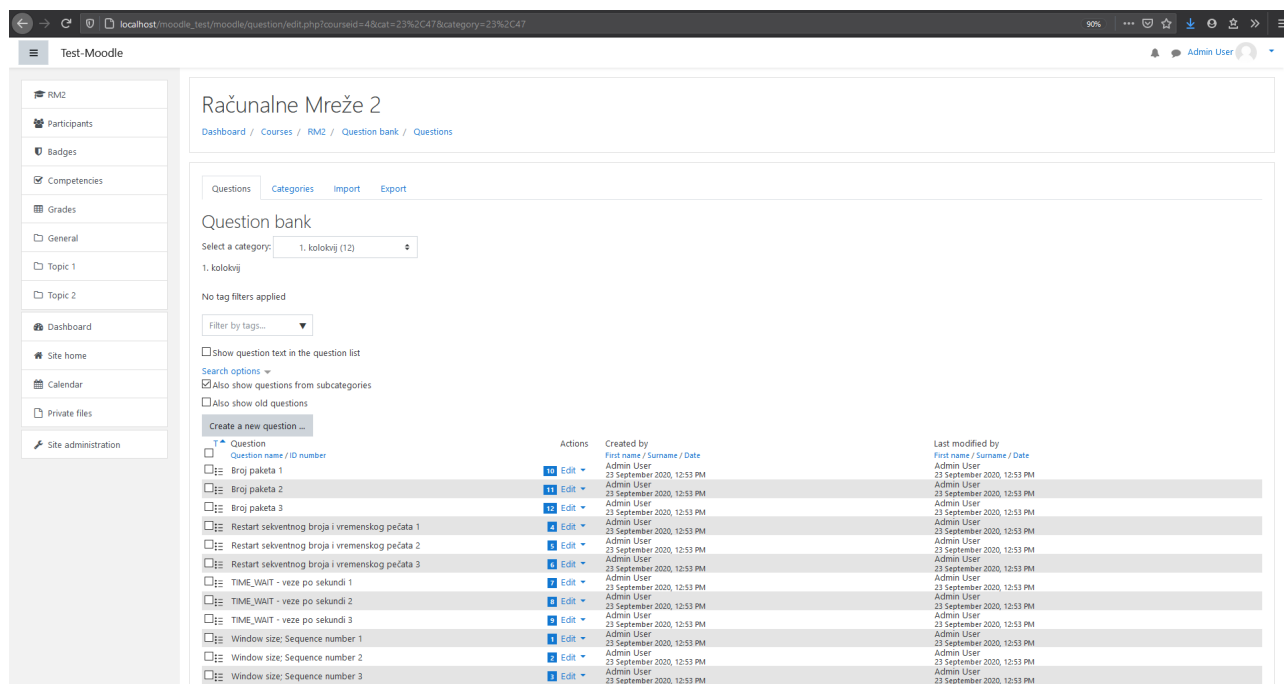 localhost/moodle_test/moodle/question/edit.php?courseid=4&cat=23%2C47&category=23%2C47
90%
Test-Moodle
Admin User
RM2
Participants
Badges
Competencies
Grades
General
Topic 1
Topic 2
Dashboard
Site home
Calendar
Private files
Site administration
Računalne Mreže 2
Dashboard / Courses / RM2 / Question bank / Questions
Questions Categories Import Export
Question bank
Select a category: 1. kolokvij (12)
1. kolokvij
No tag filters applied
Filter by tags...
Show question text in the question list
Search options
Also show questions from subcategories
Also show old questions
Create a new question ...
T Question Actions Created by Last modified by
Question name / ID number First name / Surname / Date First name / Surname / Date
Broj paketa 1 10 Edit Admin User Admin User
23 September 2020, 12:53 PM 23 September 2020, 12:53 PM
Broj paketa 2 11 Edit Admin User Admin User
23 September 2020, 12:53 PM 23 September 2020, 12:53 PM
Broj paketa 3 12 Edit Admin User Admin User
23 September 2020, 12:53 PM 23 September 2020, 12:53 PM
Restart sekventnog broja i vremenskog pečata 1 4 Edit Admin User Admin User
23 September 2020, 12:53 PM 23 September 2020, 12:53 PM
Restart sekventnog broja i vremenskog pečata 2 5 Edit Admin User Admin User
23 September 2020, 12:53 PM 23 September 2020, 12:53 PM
Restart sekventnog broja i vremenskog pečata 3 6 Edit Admin User Admin User
23 September 2020, 12:53 PM 23 September 2020, 12:53 PM
TIME_WAIT - veze po sekundi 1 7 Edit Admin User Admin User
23 September 2020, 12:53 PM 23 September 2020, 12:53 PM
TIME_WAIT - veze po sekundi 2 8 Edit Admin User Admin User
23 September 2020, 12:53 PM 23 September 2020, 12:53 PM
TIME_WAIT - veze po sekundi 3 9 Edit Admin User Admin User
23 September 2020, 12:53 PM 23 September 2020, 12:53 PM
Window size; Sequence number 1 1 Edit Admin User Admin User
23 September 2020, 12:53 PM 23 September 2020, 12:53 PM
Window size; Sequence number 2 2 Edit Admin User Admin User
23 September 2020, 12:53 PM 23 September 2020, 12:53 PM
Window size; Sequence number 3 3 Edit Admin User Admin User
23 September 2020, 12:53 PM 23 September 2020, 12:53 PM